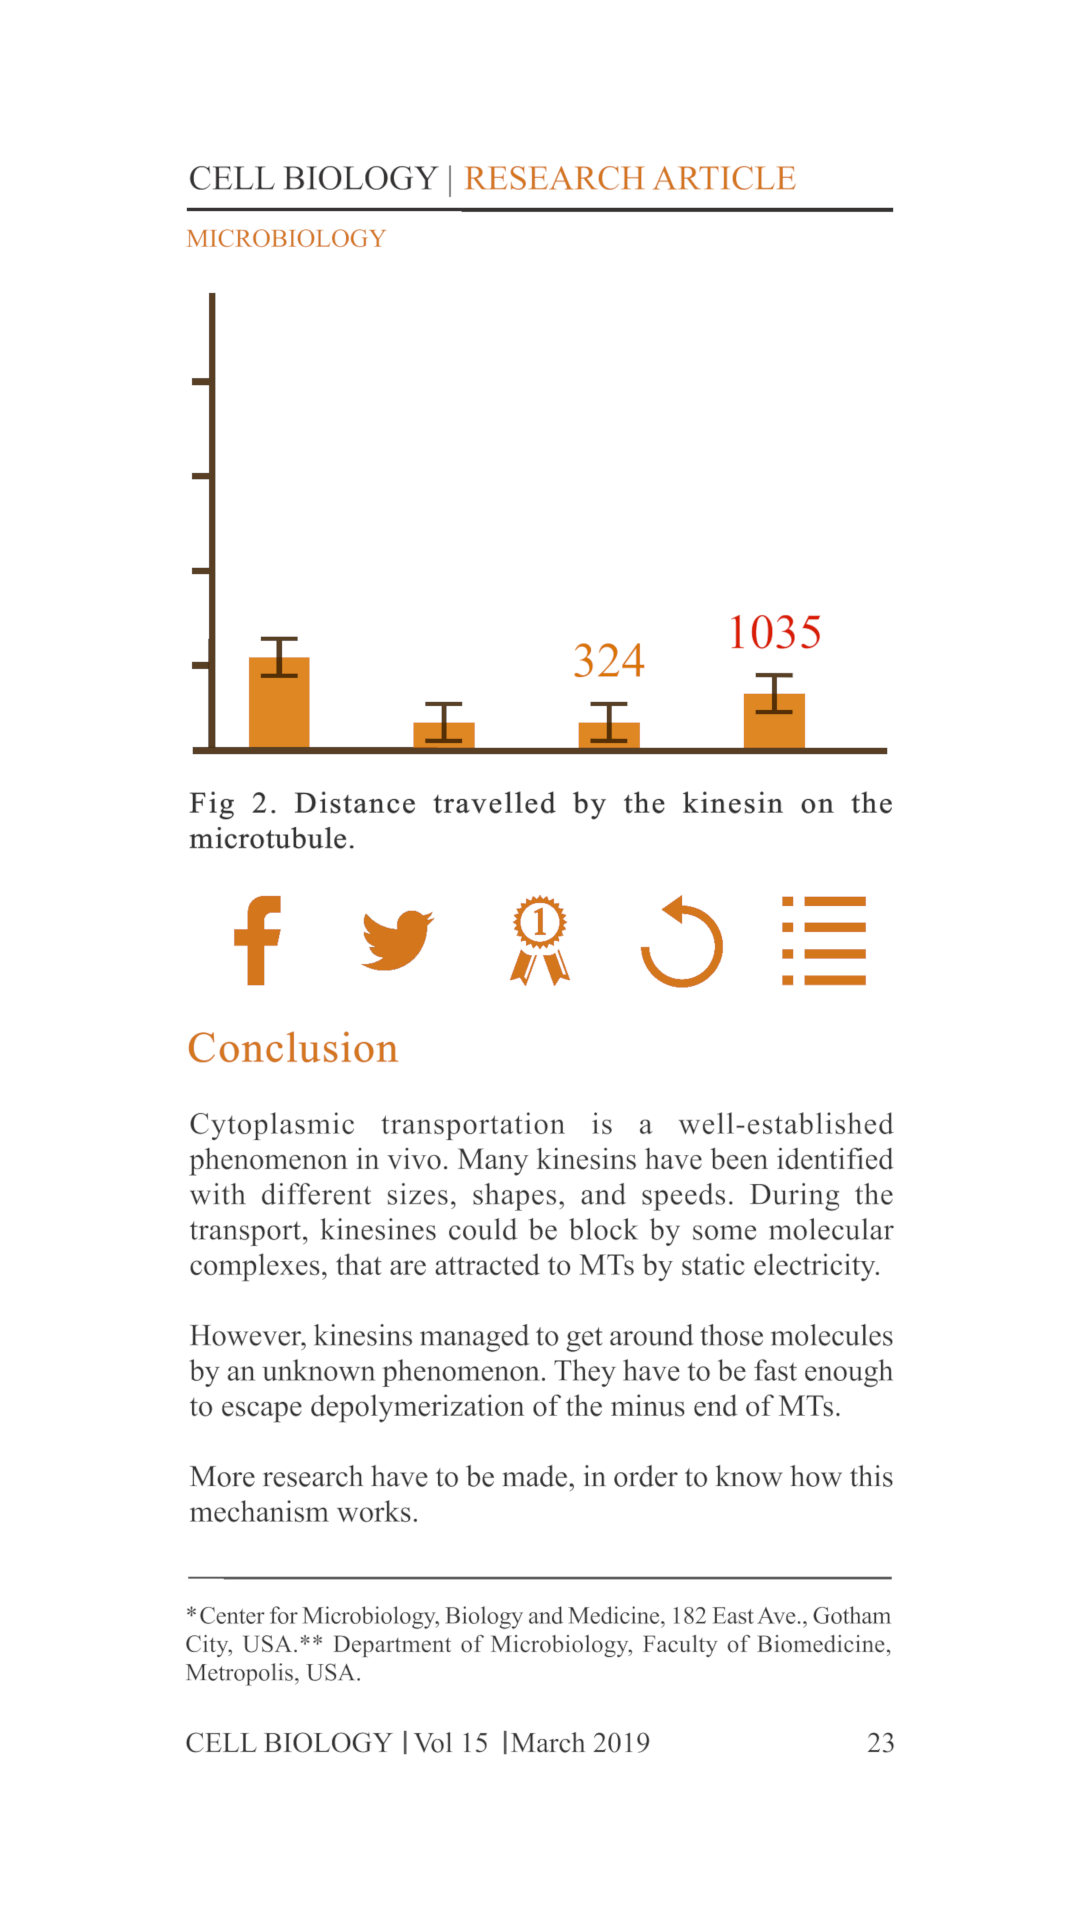 CELL BIOLOGY | RESEARCH ARTICLE
MICROBIOLOGY
324
1035
Fig 2. Distance travelled by the kinesin on the
microtubule.
1
Conclusion
Cytoplasmic transportation is a well-established
phenomenon in vivo. Many kinesins have been identified
with different sizes, shapes, and speeds. During the
transport, kinesines could be block by some molecular
complexes, that are attracted to MTs by static electricity.
However, kinesins managed to get around those molecules
by an unknown phenomenon. They have to be fast enough
to escape depolymerization of the minus end of MTs.
More research have to be made, in order to know how this
mechanism works.
*Center for Microbiology, Biology and Medicine, 182 East Ave., Gotham
City, USA.** Department of Microbiology, Faculty of Biomedicine,
Metropolis, USA.
CELL BIOLOGY | Vol 15 | March 2019 23